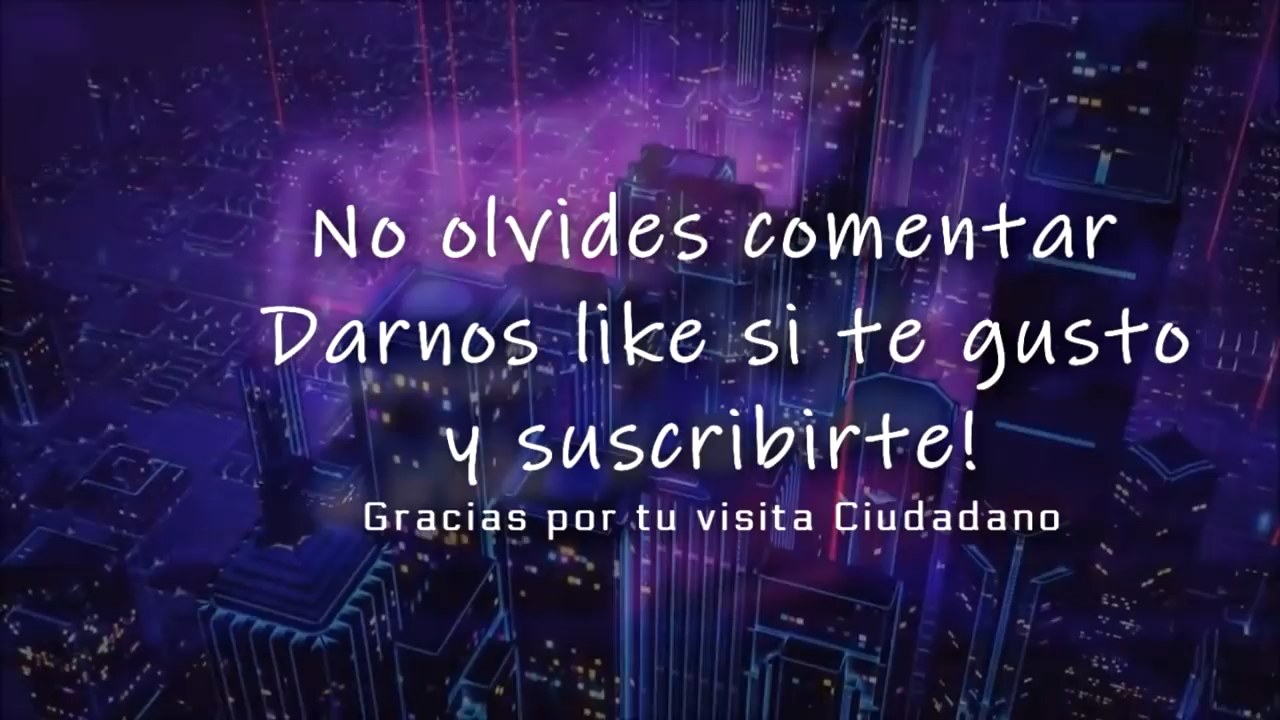 No olvides comentar
Darnos like si te gusto
y suscribirte!
Gracias por tu visita Ciudadano